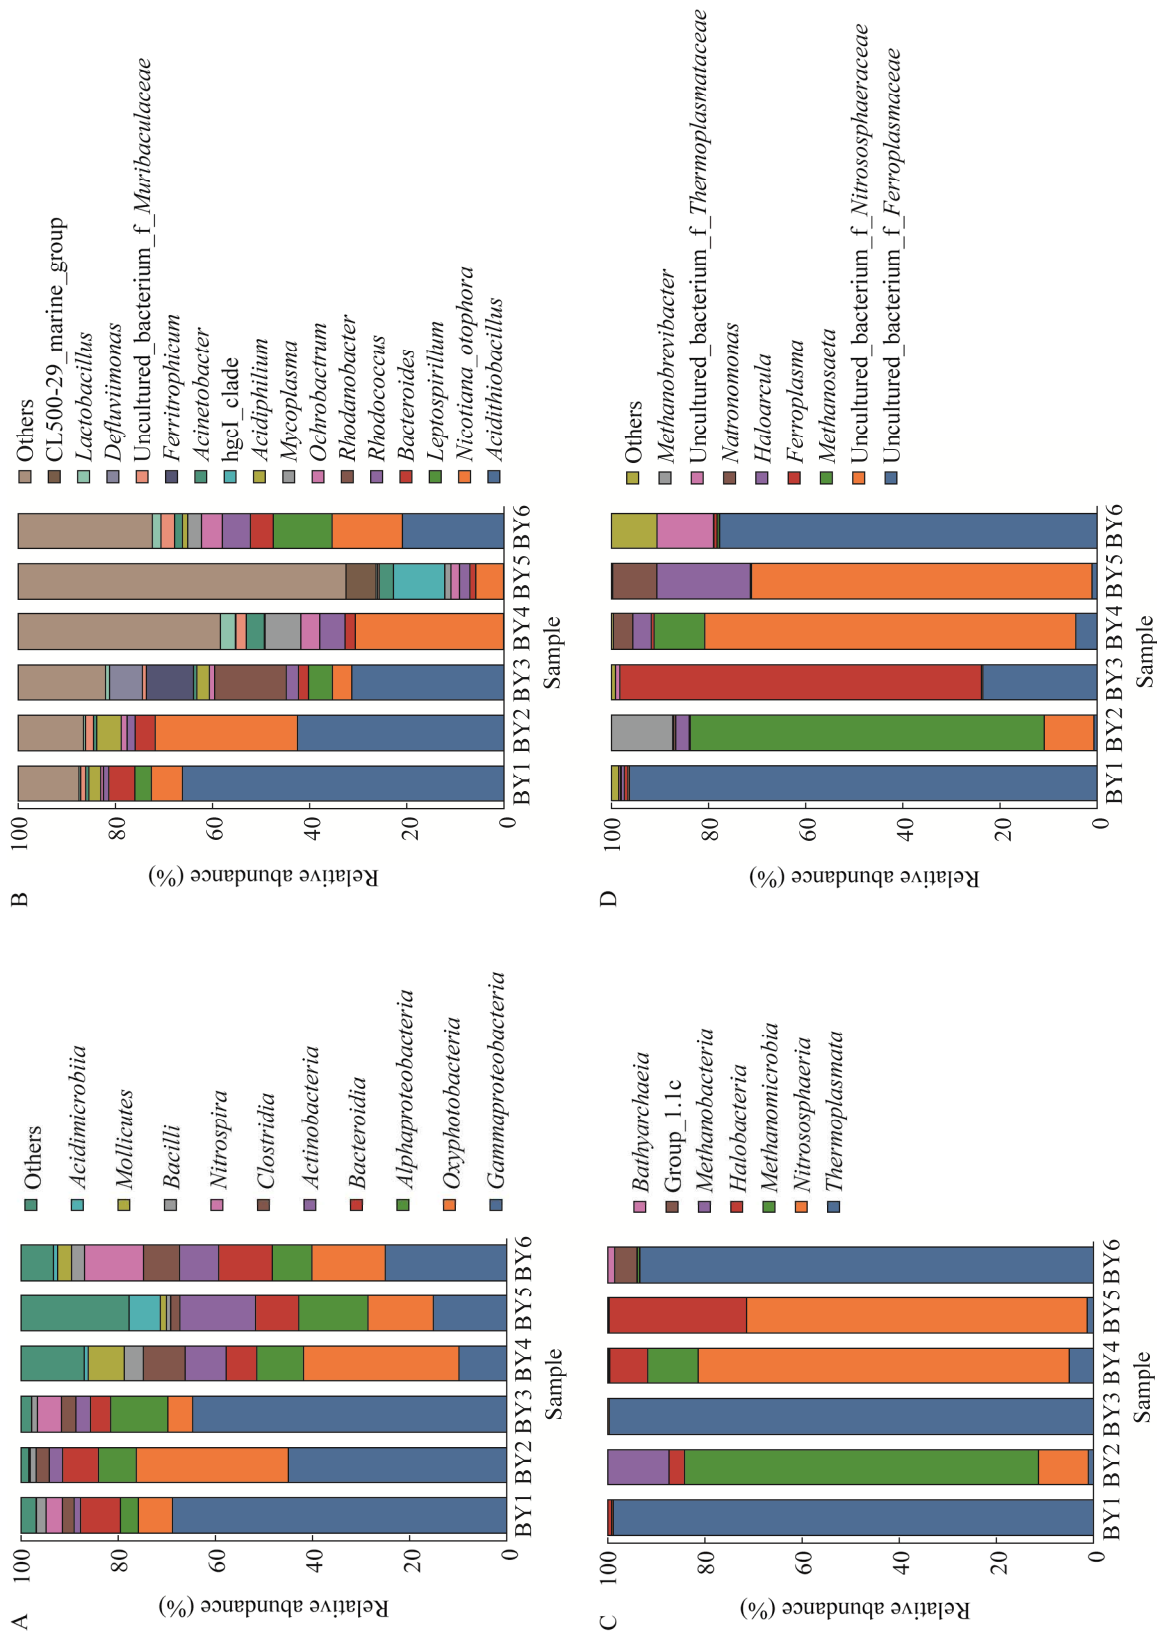 A
Relative abundance (%)
100
80
60
40
20
0
BY1 BY2 BY3 BY4 BY5 BY6
Sample
Others
Acidimicrobiia
Mollicutes
Bacilli
Nitrospira
Clostridia
Actinobacteria
Bacteroidia
Alphaproteobacteria
Oxyphotobacteria
Gammaproteobacteria
B
Relative abundance (%)
100
80
60
40
20
0
BY1 BY2 BY3 BY4 BY5 BY6
Sample
Others
CL500-29_marine_group
Lactobacillus
Defluviimonas
Uncultured_bacterium_f_Muribaculaceae
Ferritrophicum
Acinetobacter
hgcI_clade
Acidiphilium
Mycoplasma
Ochrobactrum
Rhodanobacter
Rhodococcus
Bacteroides
Leptospirillum
Nicotiana_otophora
Acidithiobacillus
C
Relative abundance (%)
100
80
60
40
20
0
BY1 BY2 BY3 BY4 BY5 BY6
Sample
Bathyarchaeia
Group_1.1c
Methanobacteria
Halobacteria
Methanomicrobia
Nitrososphaeria
Thermoplasmata
D
Relative abundance (%)
100
80
60
40
20
0
BY1 BY2 BY3 BY4 BY5 BY6
Sample
Others
Methanobrevibacter
Uncultured_bacterium_f_Thermoplasmataceae
Natronomonas
Haloarcula
Ferroplasma
Methanosaeta
Uncultured_bacterium_f_Nitrososphaeraceae
Uncultured_bacterium_f_Ferroplasmaceae